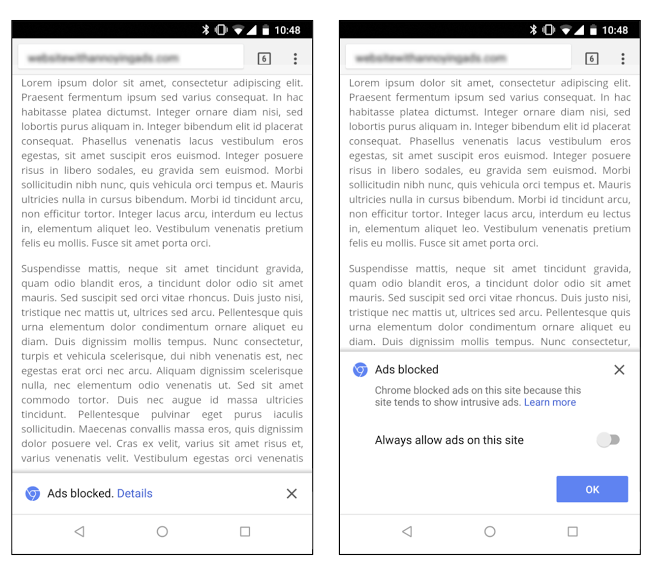 10:48
6
Lorem ipsum dolor sit amet, consectetur adipiscing elit.
Praesent fermentum ipsum sed varius consequat. In hac
habitasse platea dictumst. Integer ornare diam nisi, sed
lobortis purus aliquam in. Integer bibendum elit id placerat
consequat. Phasellus venenatis lacus vestibulum eros
egestas, sit amet suscipit eros euismod. Integer posuere
risus in libero sodales, eu gravida sem euismod. Morbi
sollicitudin nibh nunc, quis vehicula orci tempus et. Mauris
ultricies nulla in cursus bibendum. Morbi id tincidunt arcu,
non efficitur tortor. Integer lacus arcu, interdum eu lectus
in, elementum aliquet leo. Vestibulum venenatis pretium
felis eu mollis. Fusce sit amet porta orci.
Suspendisse mattis, neque sit amet tincidunt gravida,
quam odio blandit eros, a tincidunt dolor odio sit amet
mauris. Sed suscipit sed orci vitae rhoncus. Duis justo nisi,
tristique nec mattis ut, ultrices sed arcu. Pellentesque quis
urna elementum dolor condimentum ornare aliquet eu
diam. Duis dignissim mollis tempus. Nunc consectetur,
turpis et vehicula scelerisque, dui nibh venenatis est, nec
egestas erat orci nec arcu. Aliquam dignissim scelerisque
nulla, nec elementum odio venenatis ut. Sed sit amet
commodo tortor. Duis nec augue id massa ultricies
tincidunt. Pellentesque pulvinar eget purus iaculis
sollicitudin. Maecenas convallis massa eros, quis dignissim
dolor posuere vel. Cras ex velit, varius sit amet risus et,
varius venenatis velit. Vestibulum egestas orci venenatis
Ads blocked. Details
10:48
6
Lorem ipsum dolor sit amet, consectetur adipiscing elit.
Praesent fermentum ipsum sed varius consequat. In hac
habitasse platea dictumst. Integer ornare diam nisi, sed
lobortis purus aliquam in. Integer bibendum elit id placerat
consequat. Phasellus venenatis lacus vestibulum eros
egestas, sit amet suscipit eros euismod. Integer posuere
risus in libero sodales, eu gravida sem euismod. Morbi
sollicitudin nibh nunc, quis vehicula orci tempus et. Mauris
ultricies nulla in cursus bibendum. Morbi id tincidunt arcu,
non efficitur tortor. Integer lacus arcu, interdum eu lectus
in, elementum aliquet leo. Vestibulum venenatis pretium
felis eu mollis. Fusce sit amet porta orci.
Suspendisse mattis, neque sit amet tincidunt gravida,
quam odio blandit eros, a tincidunt dolor odio sit amet
mauris. Sed suscipit sed orci vitae rhoncus. Duis justo nisi,
tristique nec mattis ut, ultrices sed arcu. Pellentesque quis
urna elementum dolor condimentum ornare aliquet eu
diam. Duis dignissim mollis tempus. Nunc consectetur,
Ads blocked
Chrome blocked ads on this site because this
site tends to show intrusive ads. Learn more
Always allow ads on this site
OK